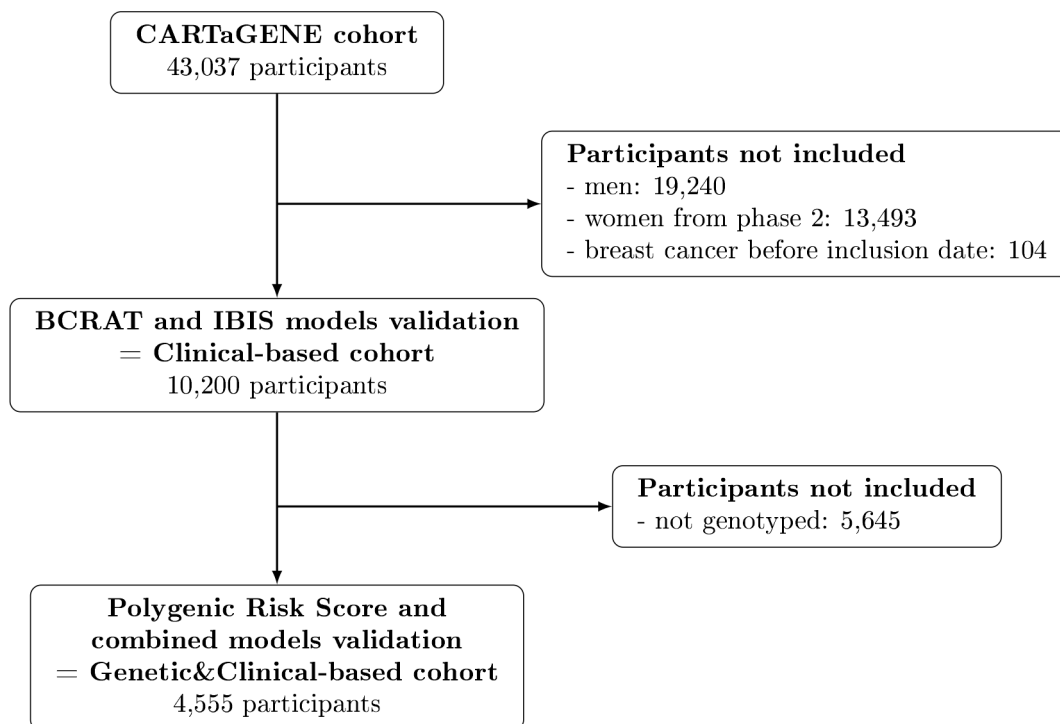 CARTaGENE cohort
43,037 participants
Participants not included
- men: 19,240
- women from phase 2: 13,493
- breast cancer before inclusion date: 104
BCRAT and IBIS models validation
= Clinical-based cohort
10,200 participants
Participants not included
- not genotyped: 5,645
Polygenic Risk Score and
combined models validation
= Genetic&Clinical-based cohort
4,555 participants